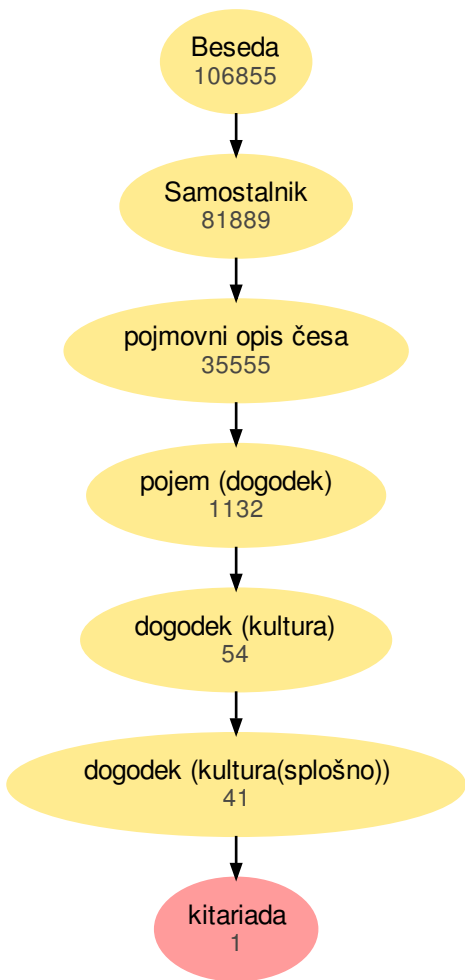 Beseda
106855
Samostalnik
81889
pojmovni opis česa
35555
pojem (dogodek)
1132
dogodek (kultura)
54
dogodek (kultura(splošno))
41
kitariada
1